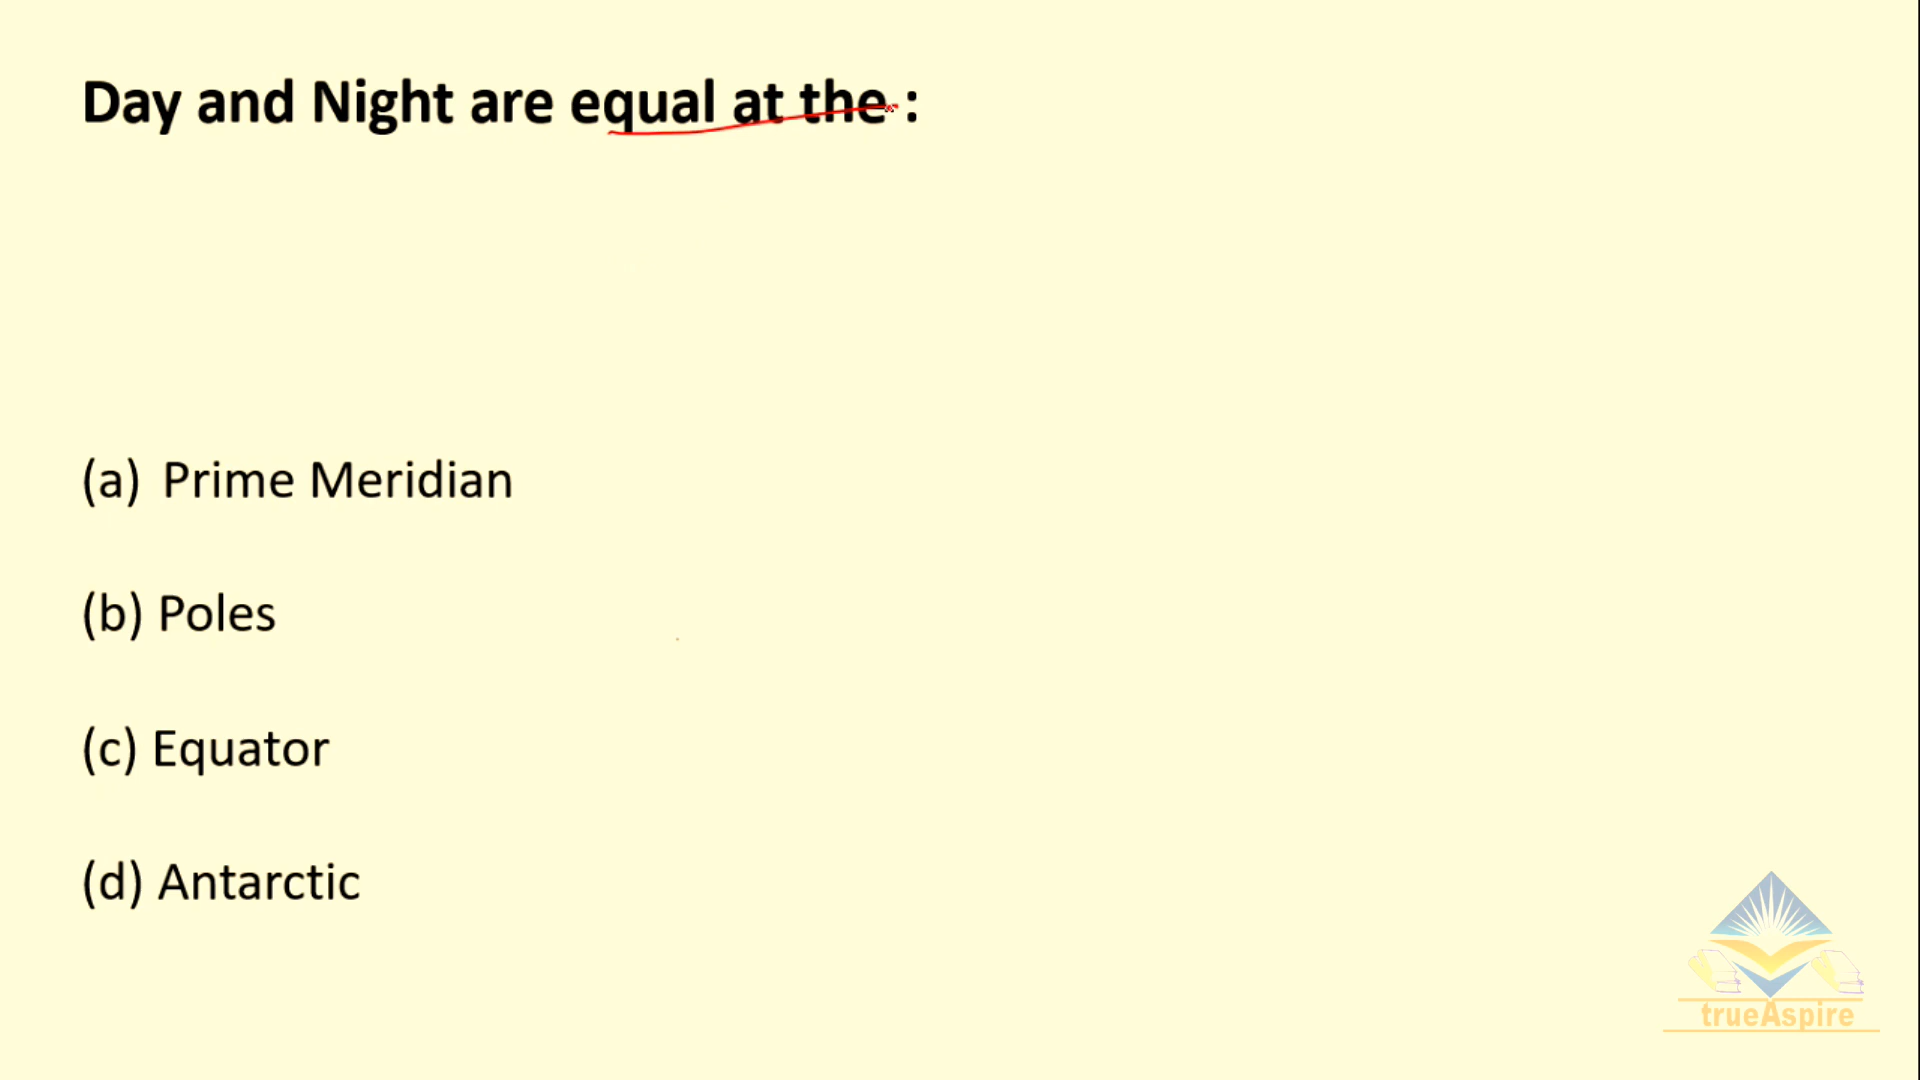 Day and Night are equal at the :
(a) Prime Meridian
(b) Poles
(c) Equator
(d) Antarctic
trueAspire